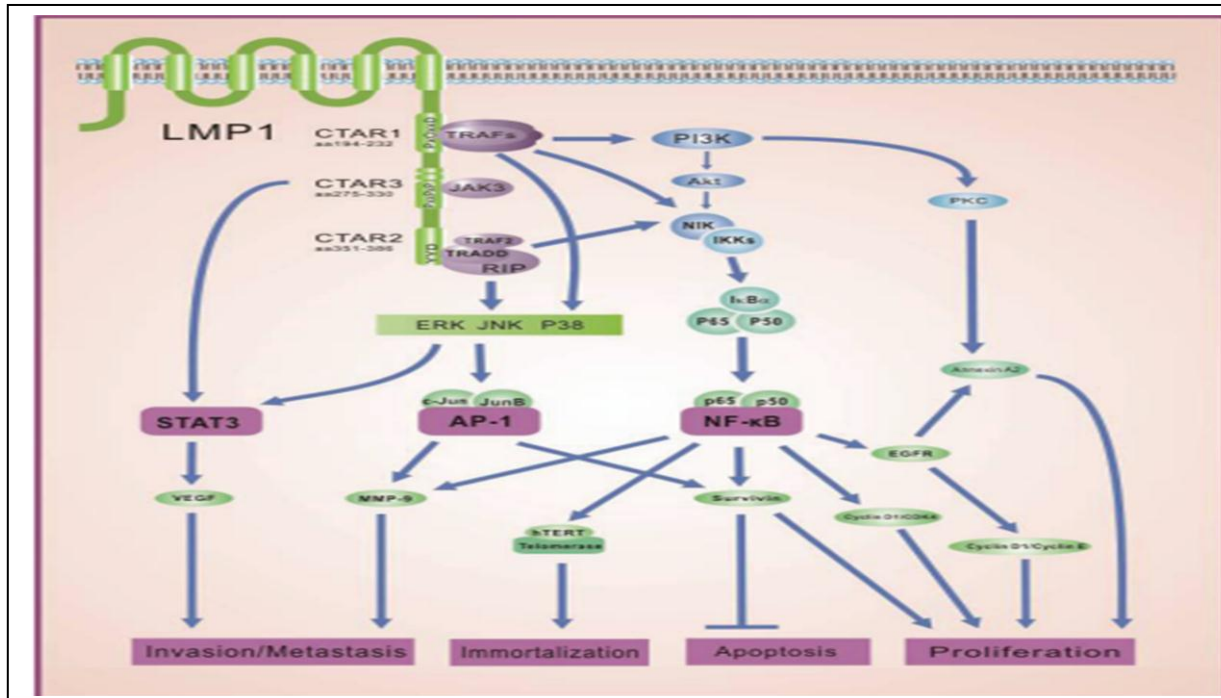 LMP1
CTAR1
aa194-232
PxQxxD
TRAFs
PI3K
Akt
PKC
CTAR3
aa275-330
JAK3
NIK
IKKs
CTAR2
aa351-386
YYD
TRAF2
TRADD
RIP
IκBα
P65 P50
ERK JNK P38
Annexin A2
c-Jun JunB
p65 p50
STAT3
AP-1
NF-κB
EGFR
VEGF
MMP-9
Survivin
Cyclin D1/CDK4
hTERT
Telomerase
Cyclin D1/Cyclin E
Invasion/Metastasis
Immortalization
Apoptosis
Proliferation